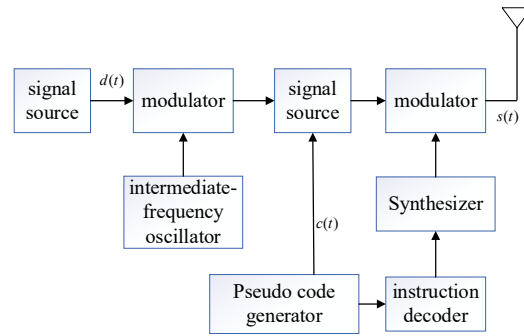 signal
source
d(t)
modulator
signal
source
modulator
s(t)
intermediate-
frequency
oscillator
c(t)
Synthesizer
Pseudo code
generator
instruction
decoder